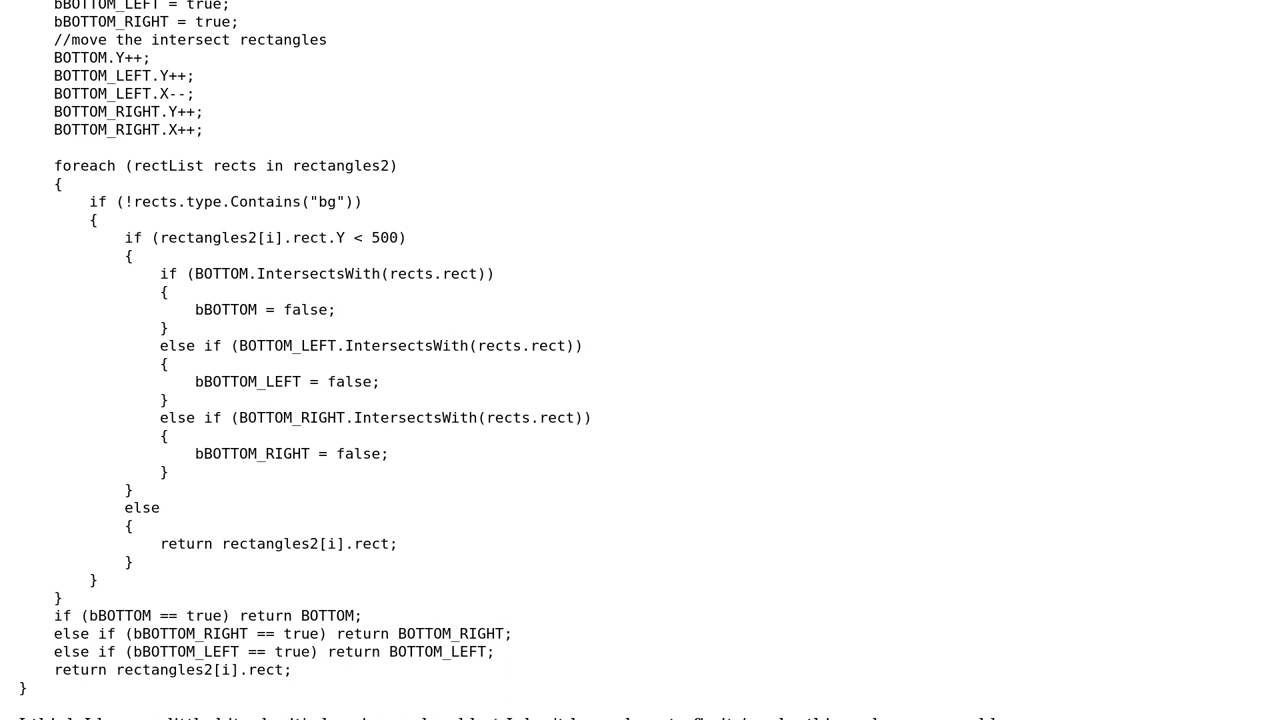 bBOTTOM_LEFT = true;
bBOTTOM_RIGHT = true;
//move the intersect rectangles
BOTTOM.Y++;
BOTTOM_LEFT.Y++;
BOTTOM_LEFT.X--;
BOTTOM_RIGHT.Y++;
BOTTOM_RIGHT.X++;
foreach (rectList rects in rectangles2)
{
if (!rects.type.Contains("bg"))
{
if (rectangles2[i].rect.Y < 500)
{
if (BOTTOM.IntersectsWith(rects.rect))
{
bBOTTOM = false;
}
else if (BOTTOM_LEFT.IntersectsWith(rects.rect))
{
bBOTTOM_LEFT = false;
}
else if (BOTTOM_RIGHT.IntersectsWith(rects.rect))
{
bBOTTOM_RIGHT = false;
}
}
else
{
return rectangles2[i].rect;
}
}
}
if (bBOTTOM == true) return BOTTOM;
else if (bBOTTOM_RIGHT == true) return BOTTOM_RIGHT;
else if (bBOTTOM_LEFT == true) return BOTTOM_LEFT;
return rectangles2[i].rect;
}